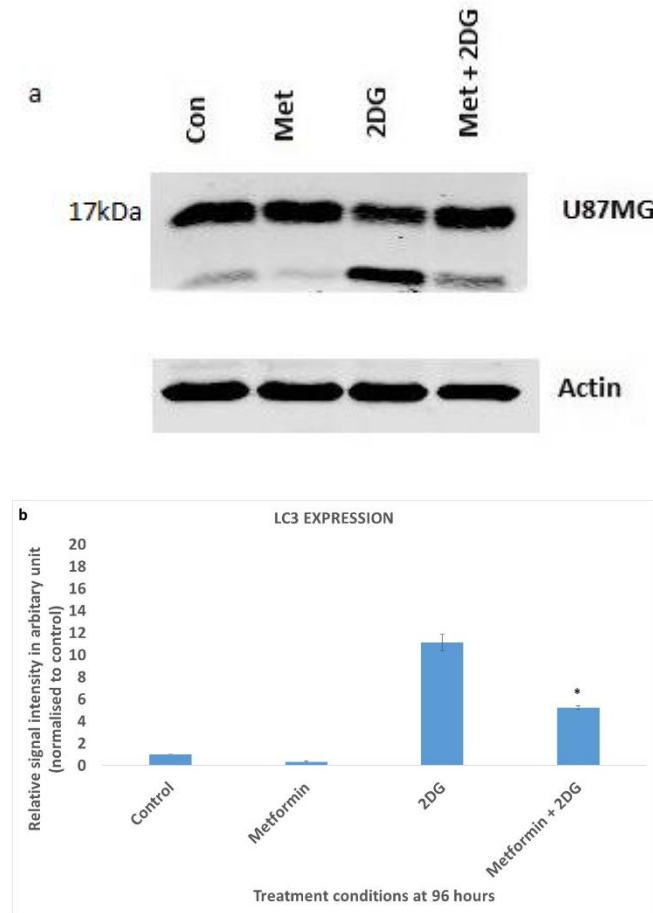 a
Con
Met
2DG
Met + 2DG
17kDa
U87MG
Actin
b
LC3 EXPRESSION
Relative signal intensity in arbitary unit
(normalised to control)
20
18
16
14
12
10
8
6
4
2
0
*
Control
Metformin
2DG
Metformin + 2DG
Treatment conditions at 96 hours